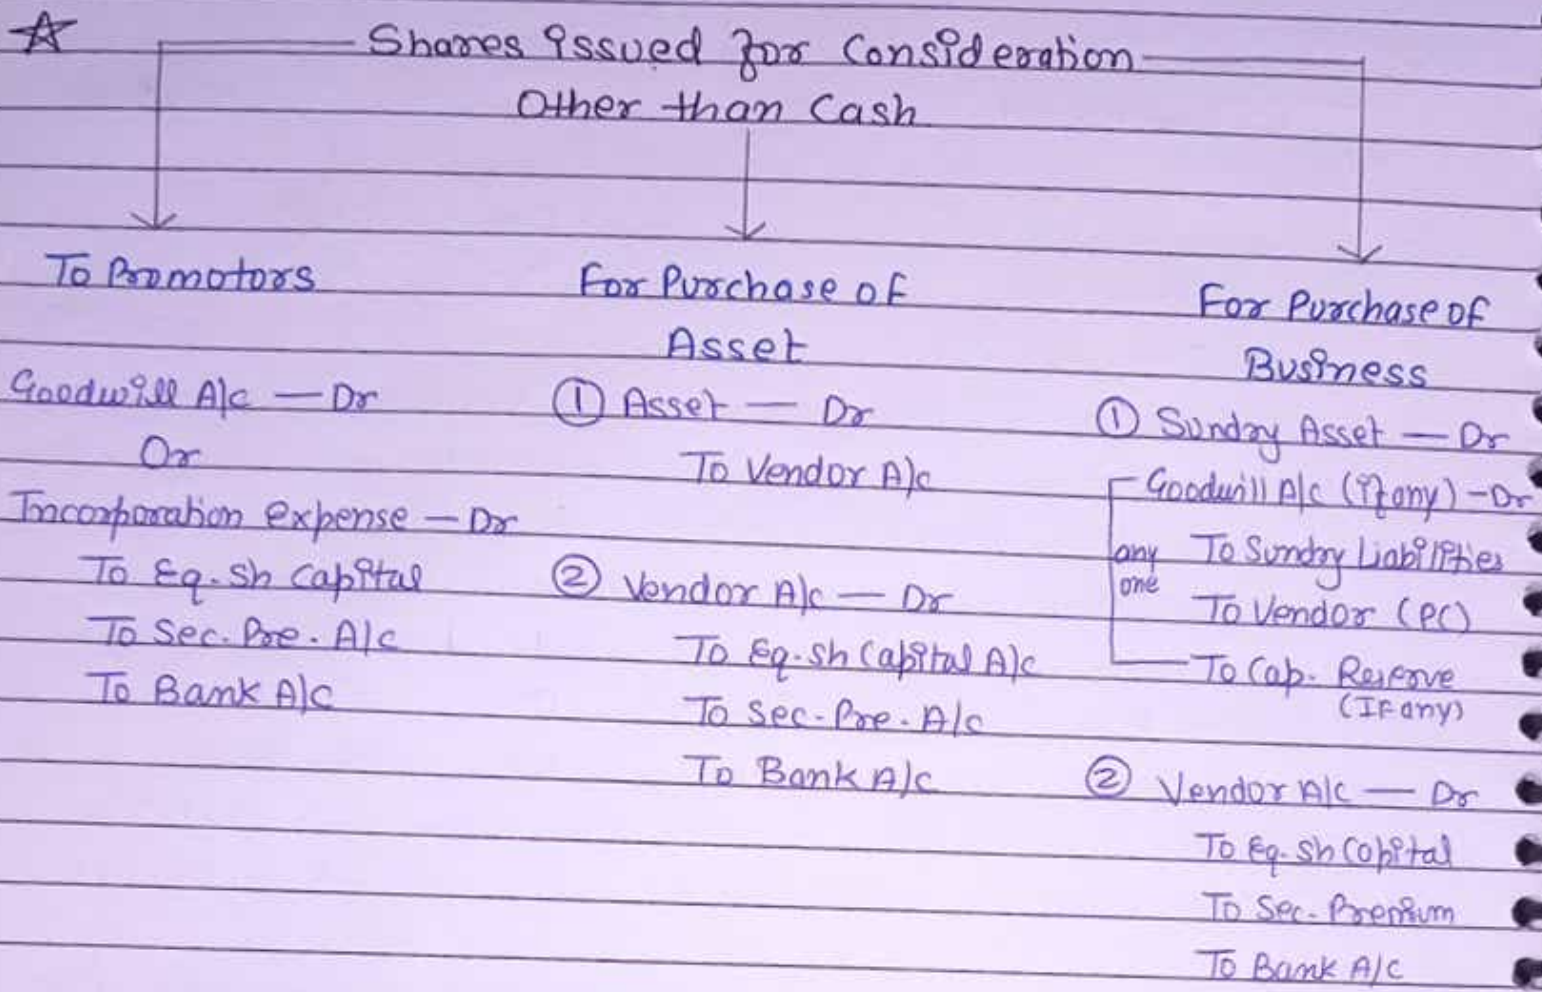 Shares issued for Consideration
Other than Cash
To Promotors
Goodwill A/c — Dr
Or
Incorporation expense — Dr
To Eq. Sh Capital
To Sec. Pre. A/c
To Bank A/c
For Purchase of
Asset
① Asset — Dr
To Vendor A/c
② Vendor A/c — Dr
To Eq. Sh Capital A/c
To Sec. Pre. A/c
To Bank A/c
For Purchase of
Business
① Sundry Asset — Dr
Goodwill A/c (if any) — Dr
any
one
To Sundry Liabilities
To Vendor (PC)
To Cap. Reserve
(If any)
② Vendor A/c — Dr
To Eq. Sh Capital
To Sec. Premium
To Bank A/c